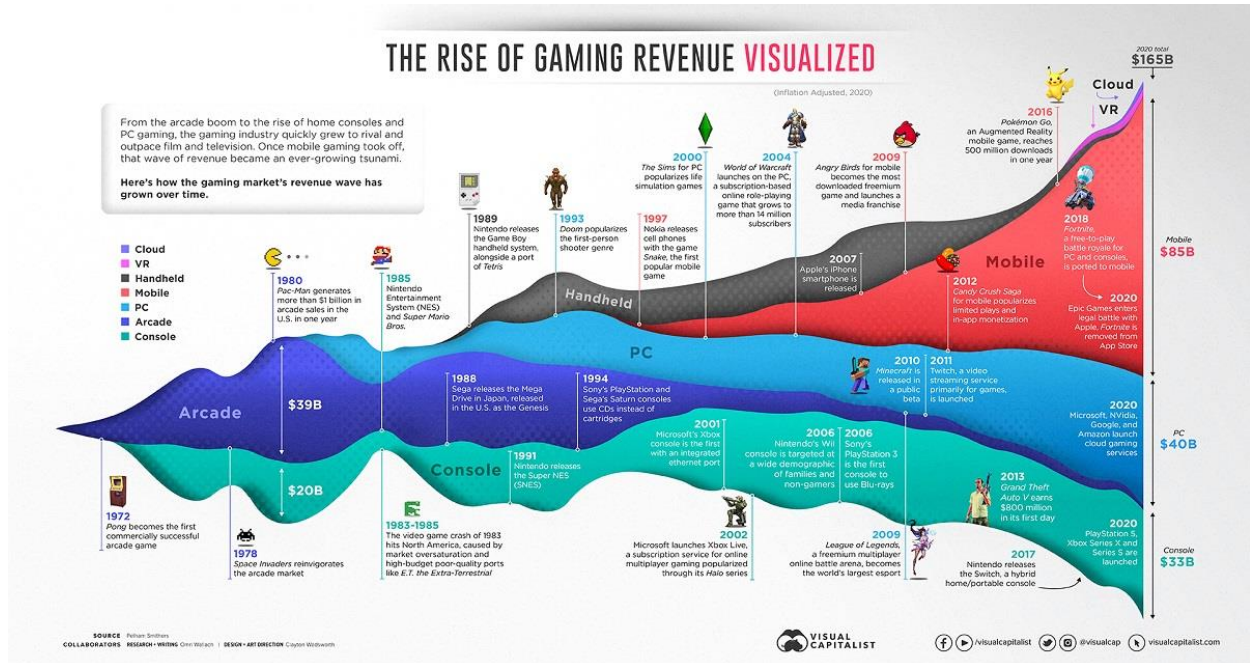 THE RISE OF GAMING REVENUE VISUALIZED
(Inflation Adjusted, 2020)
From the arcade boom to the rise of home consoles and
PC gaming, the gaming industry quickly grew to rival and
outpace film and television. Once mobile gaming took off,
that wave of revenue became an ever-growing tsunami.
Here's how the gaming market's revenue wave has
grown over time.
Cloud
VR
Handheld
Mobile
PC
Arcade
Console
1972
Pong becomes the first
commercially successful
arcade game
1978
Space Invaders reinvigorates
the arcade market
1980
Pac-Man generates
more than $1 billion in
arcade sales in the
U.S. in one year
1985
Nintendo
Entertainment
System (NES)
and Super Mario
Bros.
1983-1985
The video game crash of 1983
hits North America, caused by
market oversaturation and
high-budget poor-quality ports
like E.T. the Extra-Terrestrial
1989
Nintendo releases
the Game Boy
handheld system,
alongside a port
of Tetris
1988
Sega releases the Mega
Drive in Japan, released
in the U.S. as the Genesis
1991
Nintendo releases
the Super NES
(SNES)
1993
Doom popularizes
the first-person
shooter genre
1994
Sony's PlayStation and
Sega's Saturn consoles
use CDs instead of
cartridges
1997
Nokia releases
cell phones
with the game
Snake, the first
popular mobile
game
2000
The Sims for PC
popularizes life
simulation games
2001
Microsoft's Xbox
console is the first
with an integrated
ethernet port
2002
Microsoft launches Xbox Live,
a subscription service for online
multiplayer gaming popularized
through its Halo series
2004
World of Warcraft
launches on the PC,
a subscription-based
online role-playing
game that grows to
more than 14 million
subscribers
2006
Nintendo's Wii
console is targeted at
a wide demographic
of families and
non-gamers
2006
Sony's
PlayStation 3
is the first
console to
use Blu-rays
2007
Apple's iPhone
smartphone is
released
2009
Angry Birds for mobile
becomes the most
downloaded freemium
game and launches a
media franchise
2009
League of Legends,
a freemium multiplayer
online battle arena, becomes
the world's largest esport
2010
Minecraft is
released in
a public
beta
2011
Twitch, a video
streaming service
primarily for games,
is launched
2012
Candy Crush Saga
for mobile popularizes
limited plays and
in-app monetization
2013
Grand Theft
Auto V earns
$800 million
in its first day
2016
Pokémon Go,
an Augmented Reality
mobile game, reaches
500 million downloads
in one year
2017
Nintendo releases
the Switch, a hybrid
home/portable console
2018
Fortnite,
a free-to-play
battle royale for
PC and consoles,
is ported to mobile
2020
Epic Games enters
legal battle with
Apple, Fortnite is
removed from
App Store
2020
Microsoft, NVidia,
Google, and
Amazon launch
cloud gaming
services
2020
PlayStation 5,
Xbox Series X and
Series S are
launched
Arcade
$39B
$20B
Console
Handheld
PC
Mobile
Cloud
VR
2020 total
$165B
Mobile
$85B
PC
$40B
Console
$33B
SOURCE Pelham Smithers
COLLABORATORS RESEARCH + WRITING Omri Wallach | DESIGN + ART DIRECTION Clayton Wadsworth
VISUAL
CAPITALIST
/visualcapitalist
@visualcap
visualcapitalist.com